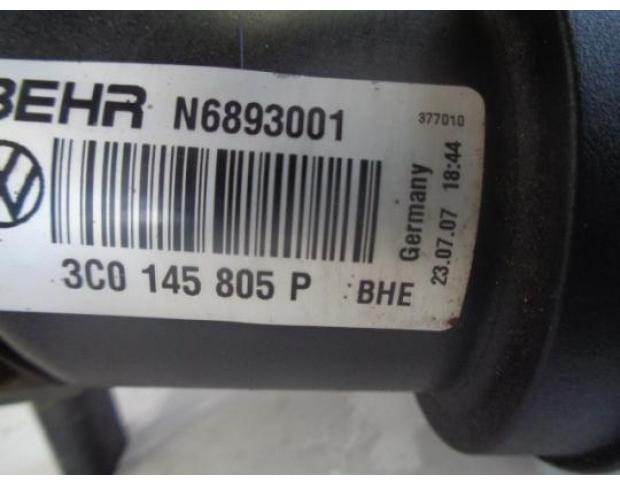 BEHR N6893001
377010
3C0 145 805 P BHE
Germany
23.07.07 18:44